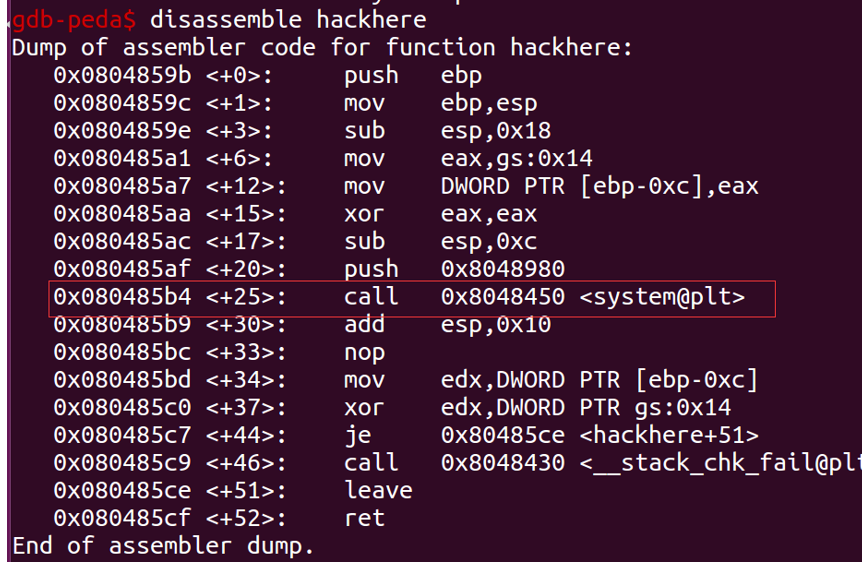 gdb-peda$ disassemble hackhere
Dump of assembler code for function hackhere:
0x0804859b <+0>: push ebp
0x0804859c <+1>: mov ebp,esp
0x0804859e <+3>: sub esp,0x18
0x080485a1 <+6>: mov eax,gs:0x14
0x080485a7 <+12>: mov DWORD PTR [ebp-0xc],eax
0x080485aa <+15>: xor eax,eax
0x080485ac <+17>: sub esp,0xc
0x080485af <+20>: push 0x8048980
0x080485b4 <+25>: call 0x8048450 <system@plt>
0x080485b9 <+30>: add esp,0x10
0x080485bc <+33>: nop
0x080485bd <+34>: mov edx,DWORD PTR [ebp-0xc]
0x080485c0 <+37>: xor edx,DWORD PTR gs:0x14
0x080485c7 <+44>: je 0x80485ce <hackhere+51>
0x080485c9 <+46>: call 0x8048430 <__stack_chk_fail@plt
0x080485ce <+51>: leave
0x080485cf <+52>: ret
End of assembler dump.